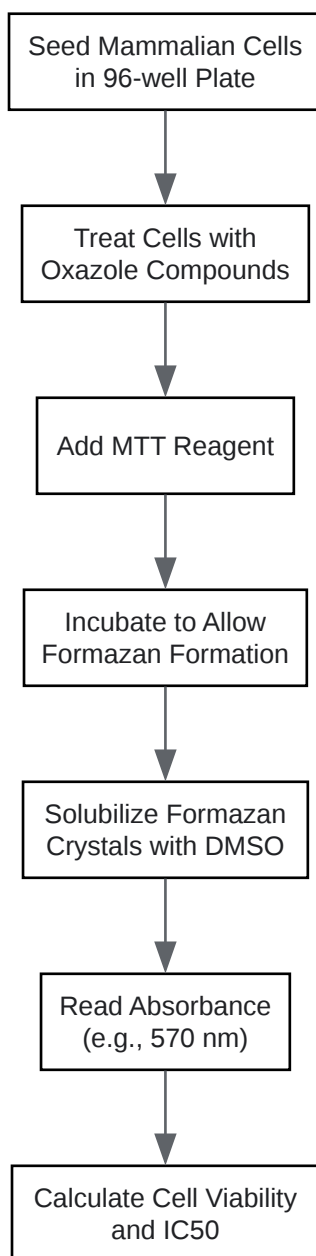 Seed Mammalian Cells
in 96-well Plate
Treat Cells with
Oxazole Compounds
Add MTT Reagent
Incubate to Allow
Formazan Formation
Solubilize Formazan
Crystals with DMSO
Read Absorbance
(e.g., 570 nm)
Calculate Cell Viability
and IC50